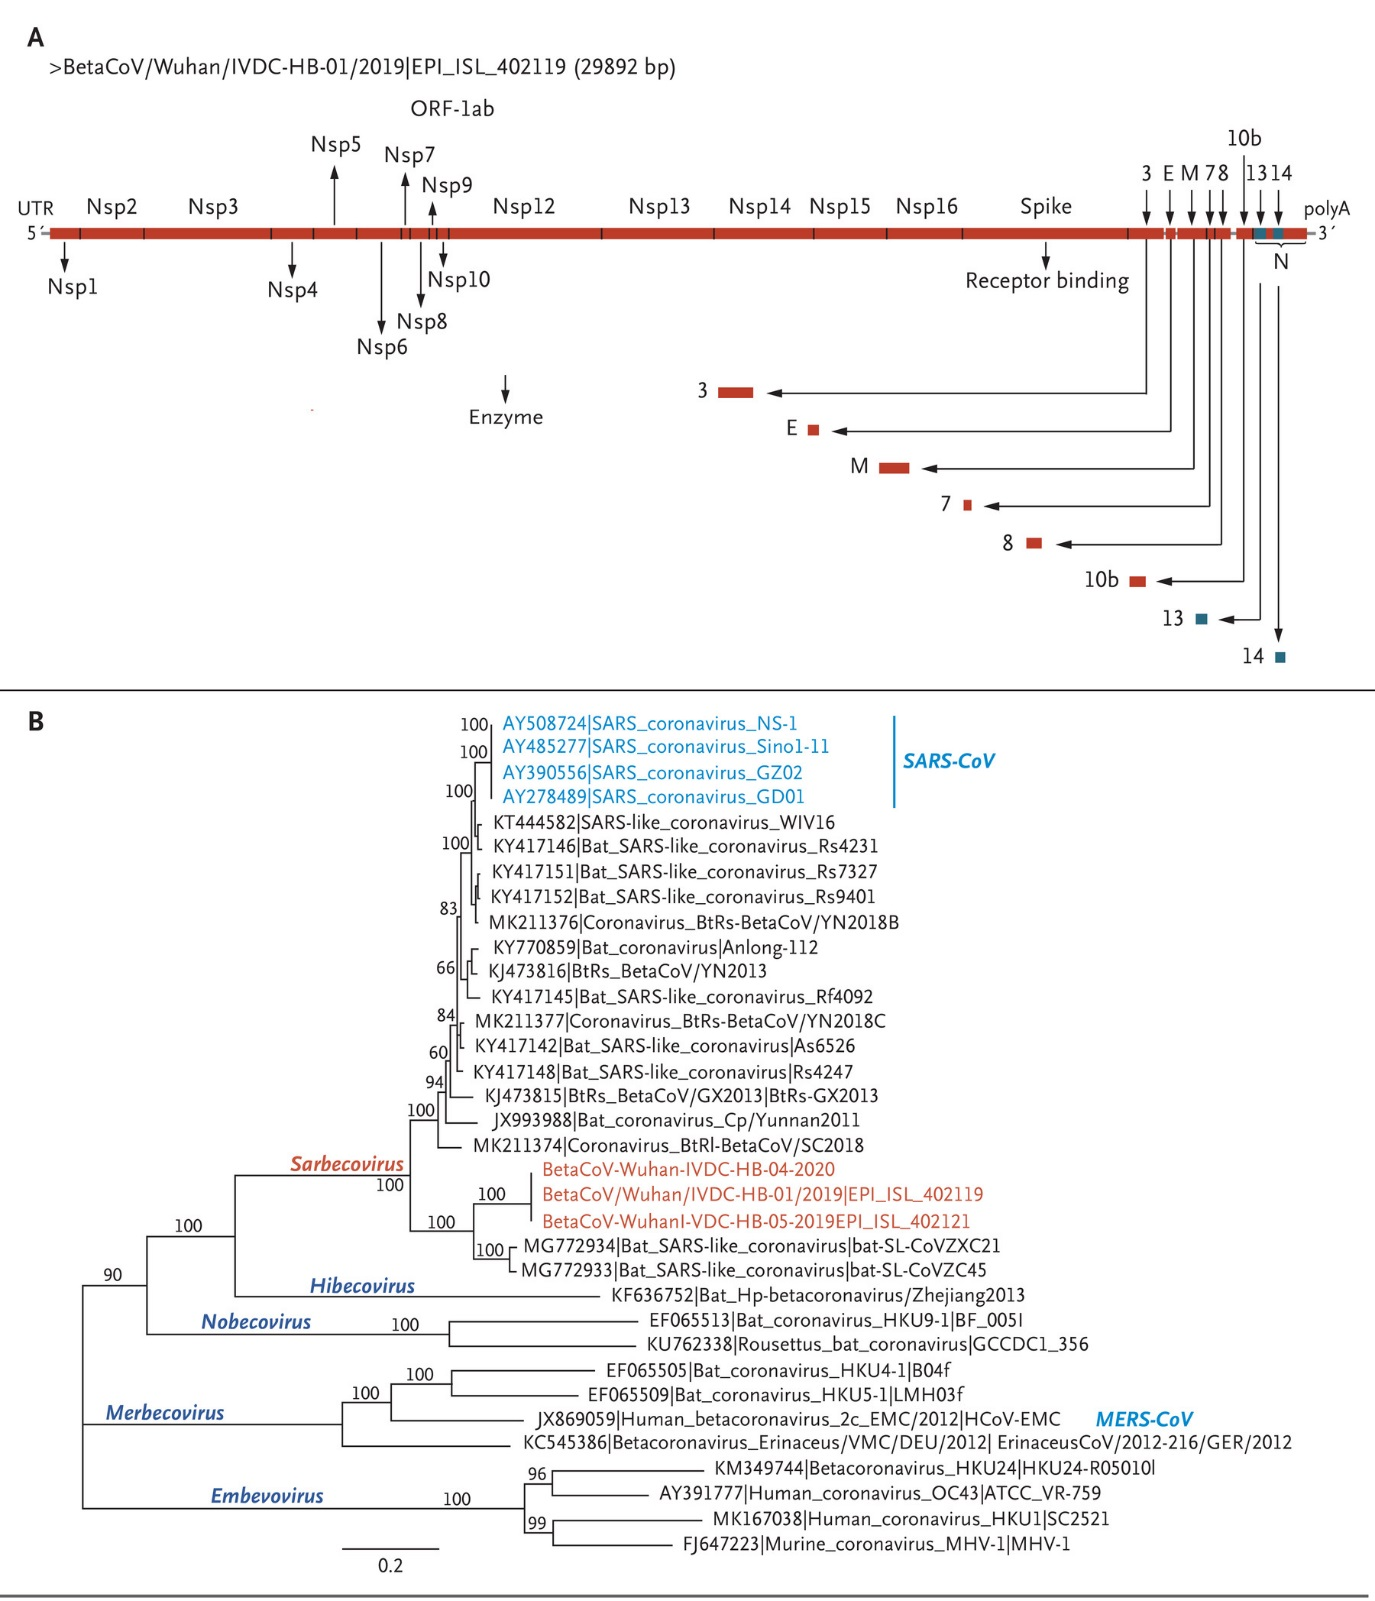 A
>BetaCoV/Wuhan/IVDC-HB-01/2019|EPI_ISL_402119 (29892 bp)
ORF-1ab
10b
Nsp5
Nsp7
Nsp9
3 E M 7 8 13 14
UTR Nsp2 Nsp3 Nsp12 Nsp13 Nsp14 Nsp15 Nsp16 Spike polyA
5´ 3´
Nsp1 Nsp4 Nsp10 Receptor binding N
Nsp8
Nsp6
3
Enzyme
E
M
7
8
10b
13
14
B
100 AY508724|SARS_coronavirus_NS-1
100 AY485277|SARS_coronavirus_Sino1-11
SARS-CoV
AY390556|SARS_coronavirus_GZ02
100 AY278489|SARS_coronavirus_GD01
KT444582|SARS-like_coronavirus_WIV16
100 KY417146|Bat_SARS-like_coronavirus_Rs4231
KY417151|Bat_SARS-like_coronavirus_Rs7327
KY417152|Bat_SARS-like_coronavirus_Rs9401
83
MK211376|Coronavirus_BtRs-BetaCoV/YN2018B
KY770859|Bat_coronavirus|Anlong-112
66 KJ473816|BtRs_BetaCoV/YN2013
KY417145|Bat_SARS-like_coronavirus_Rf4092
84 MK211377|Coronavirus_BtRs-BetaCoV/YN2018C
60 KY417142|Bat_SARS-like_coronavirus|As6526
KY417148|Bat_SARS-like_coronavirus|Rs4247
94 KJ473815|BtRs_BetaCoV/GX2013|BtRs-GX2013
100 JX993988|Bat_coronavirus_Cp/Yunnan2011
MK211374|Coronavirus_BtRl-BetaCoV/SC2018
Sarbecovirus BetaCoV-Wuhan-IVDC-HB-04-2020
100 100 BetaCoV/Wuhan/IVDC-HB-01/2019|EPI_ISL_402119
100 100 BetaCoV-WuhanI-VDC-HB-05-2019EPI_ISL_402121
100 MG772934|Bat_SARS-like_coronavirus|bat-SL-CoVZXC21
90 MG772933|Bat_SARS-like_coronavirus|bat-SL-CoVZC45
Hibecovirus KF636752|Bat_Hp-betacoronavirus/Zhejiang2013
Nobecovirus 100 EF065513|Bat_coronavirus_HKU9-1|BF_005I
KU762338|Rousettus_bat_coronavirus|GCCDC1_356
100 EF065505|Bat_coronavirus_HKU4-1|B04f
100 EF065509|Bat_coronavirus_HKU5-1|LMH03f
Merbecovirus JX869059|Human_betacoronavirus_2c_EMC/2012|HCoV-EMC MERS-CoV
KC545386|Betacoronavirus_Erinaceus/VMC/DEU/2012| ErinaceusCoV/2012-216/GER/2012
96 KM349744|Betacoronavirus_HKU24|HKU24-R05010I
Embevovirus 100 AY391777|Human_coronavirus_OC43|ATCC_VR-759
99 MK167038|Human_coronavirus_HKU1|SC2521
FJ647223|Murine_coronavirus_MHV-1|MHV-1
0.2